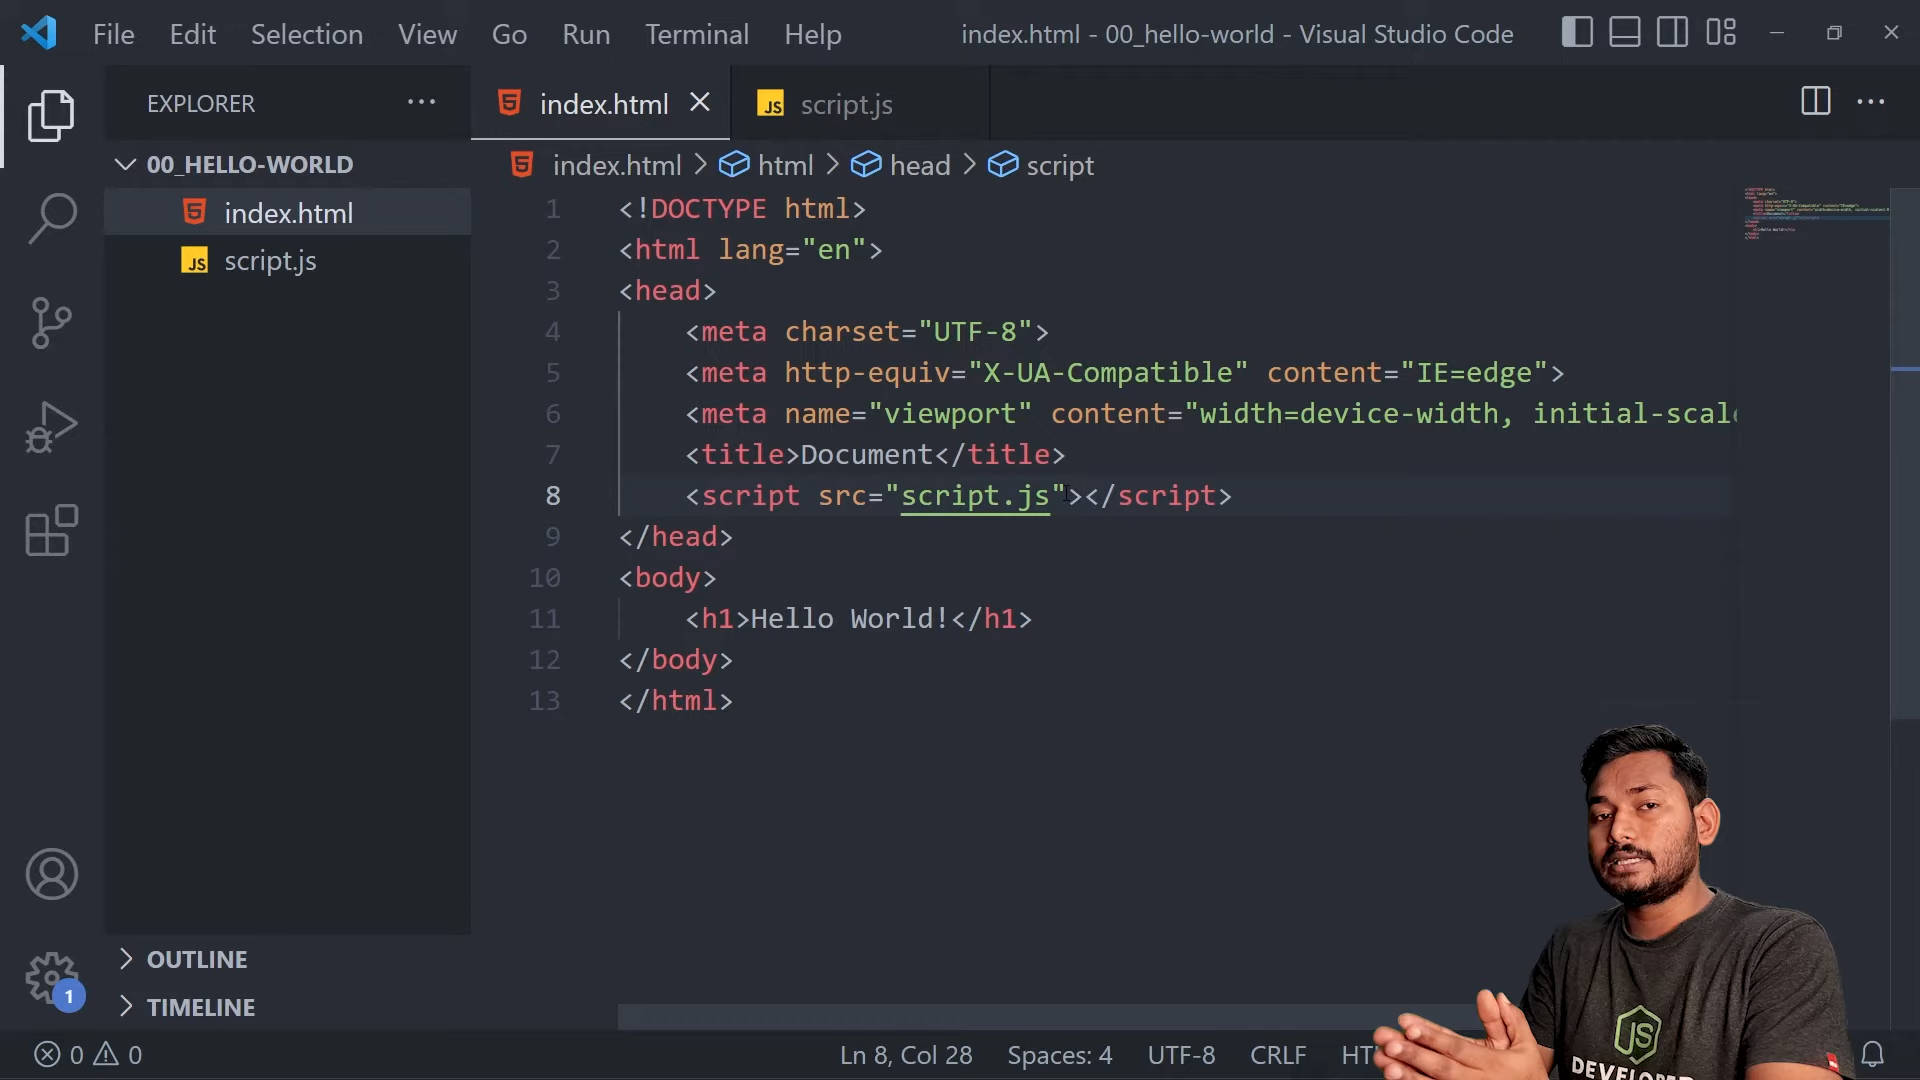 File Edit Selection View Go Run Terminal Help index.html - 00_hello-world - Visual Studio Code
EXPLORER
index.html
script.js
00_HELLO-WORLD
index.html
script.js
index.html > html > head > script
1 <!DOCTYPE html>
2 <html lang="en">
3 <head>
4 <meta charset="UTF-8">
5 <meta http-equiv="X-UA-Compatible" content="IE=edge">
6 <meta name="viewport" content="width=device-width, initial-scale
7 <title>Document</title>
8 <script src="script.js"></script>
9 </head>
10 <body>
11 <h1>Hello World!</h1>
12 </body>
13 </html>
OUTLINE
TIMELINE
1
0 0
Ln 8, Col 28 Spaces: 4 UTF-8 CRLF
JS
DEVELOPER